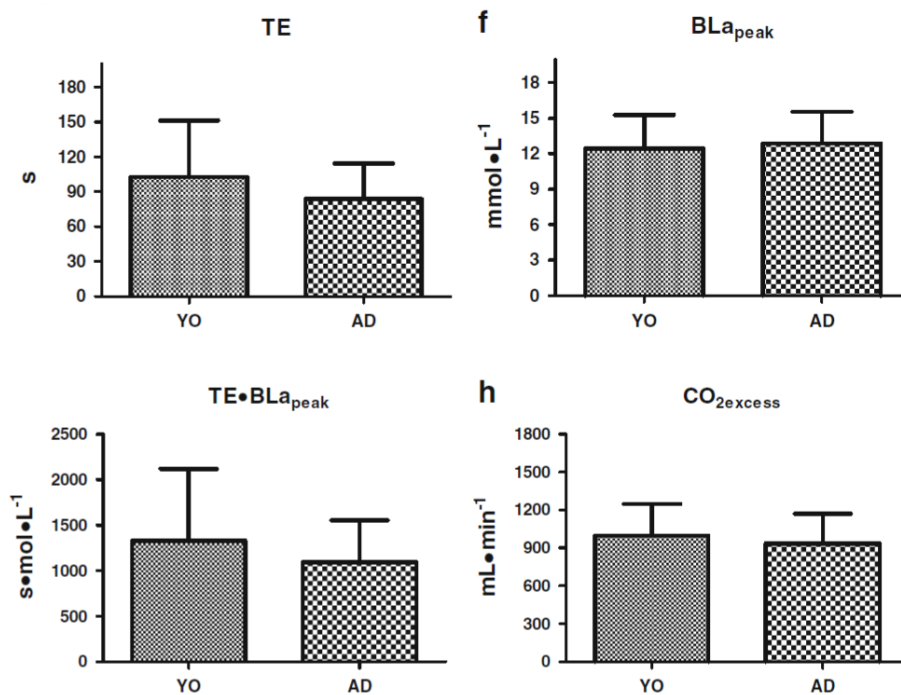 TE
s
180
150
120
90
60
30
0
YO AD
f
BLapeak
mmol•L-1
18
15
12
9
6
3
0
YO AD
TE•BLapeak
s•mol•L-1
2500
2000
1500
1000
500
0
YO AD
h
CO2excess
mL•min-1
1800
1500
1200
900
600
300
0
YO AD